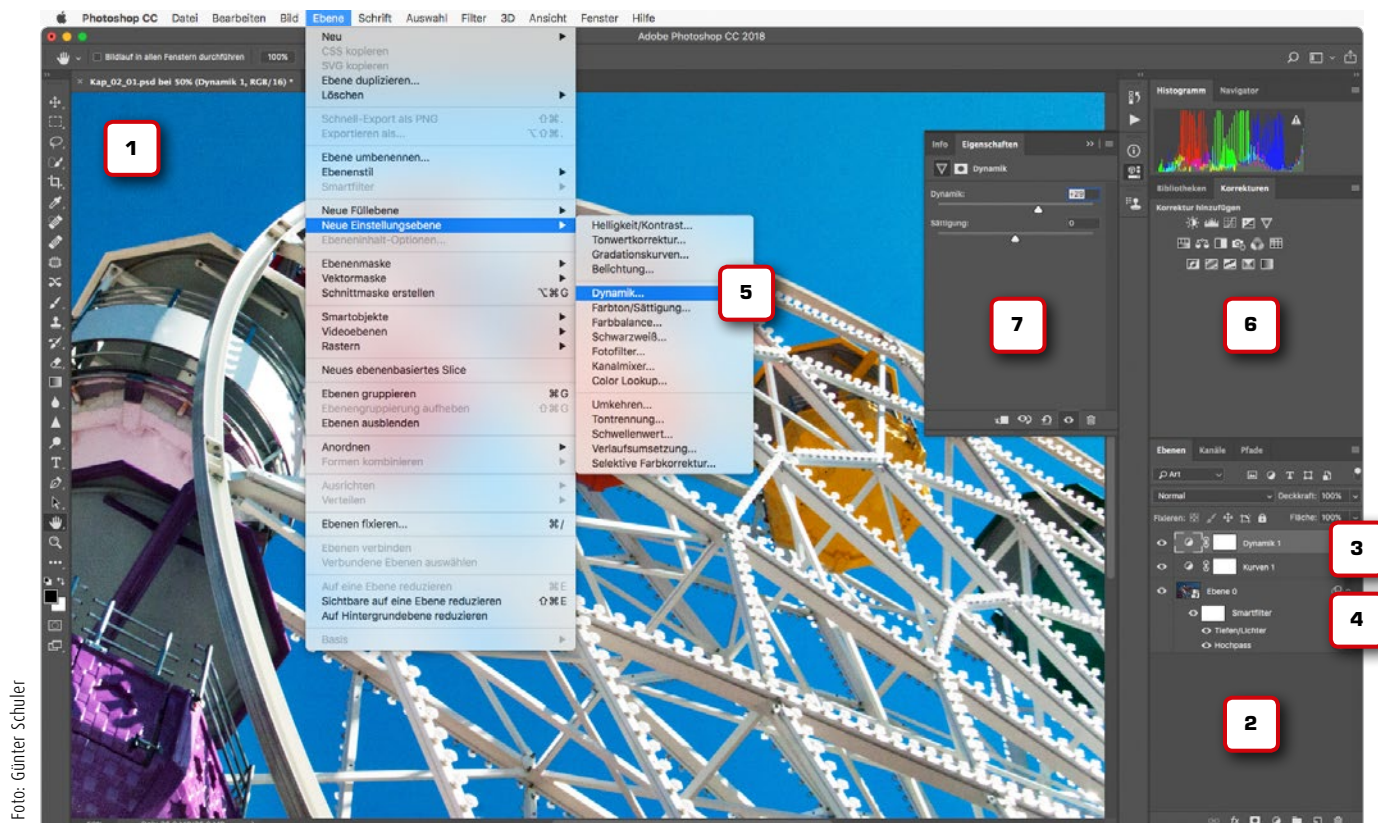 Photoshop CC Datei Bearbeiten Bild Ebene Schrift Auswahl Filter 3D Ansicht Fenster Hilfe
Adobe Photoshop CC 2018
Bildlauf in allen Fenstern durchführen 100%
Kap_02_01.psd bei 50% (Dynamik 1, RGB/16) *
1
Neu
CSS kopieren
SVG kopieren
Ebene duplizieren...
Löschen
Schnell-Export als PNG ⇧⌘.
Exportieren als... ⌥⇧⌘.
Ebene umbenennen...
Ebenenstil
Smartfilter
Neue Füllebene
Neue Einstellungsebene
Ebeneninhalt-Optionen...
Ebenenmaske
Vektormaske
Schnittmaske erstellen ⌥⌘G
Smartobjekte
Videoebenen
Rastern
Neues ebenenbasiertes Slice
Ebenen gruppieren ⌘G
Ebenengruppierung aufheben ⇧⌘G
Ebenen ausblenden
Anordnen
Formen kombinieren
Ausrichten
Verteilen
Ebenen fixieren... ⌘/
Ebenen verbinden
Verbundene Ebenen auswählen
Auf eine Ebene reduzieren ⌘E
Sichtbare auf eine Ebene reduzieren ⇧⌘E
Auf Hintergrundebene reduzieren
Basis
Helligkeit/Kontrast...
Tonwertkorrektur...
Gradationskurven...
Belichtung...
Dynamik...
5
Farbton/Sättigung...
Farbbalance...
Schwarzweiß...
Fotofilter...
Kanalmixer...
Color Lookup...
Umkehren...
Tontrennung...
Schwellenwert...
Verlaufsumsetzung...
Selektive Farbkorrektur...
Info Eigenschaften
Dynamik
Dynamik: +29
Sättigung: 0
7
Histogramm Navigator
Bibliotheken Korrekturen
Korrektur hinzufügen
6
Ebenen Kanäle Pfade
Art
Normal Deckkraft: 100%
Fixieren: Fläche: 100%
Dynamik 1
3
Kurven 1
Ebene 0
Smartfilter
4
Tiefen/Lichter
Hochpass
2
fx
Foto: Günter Schuler